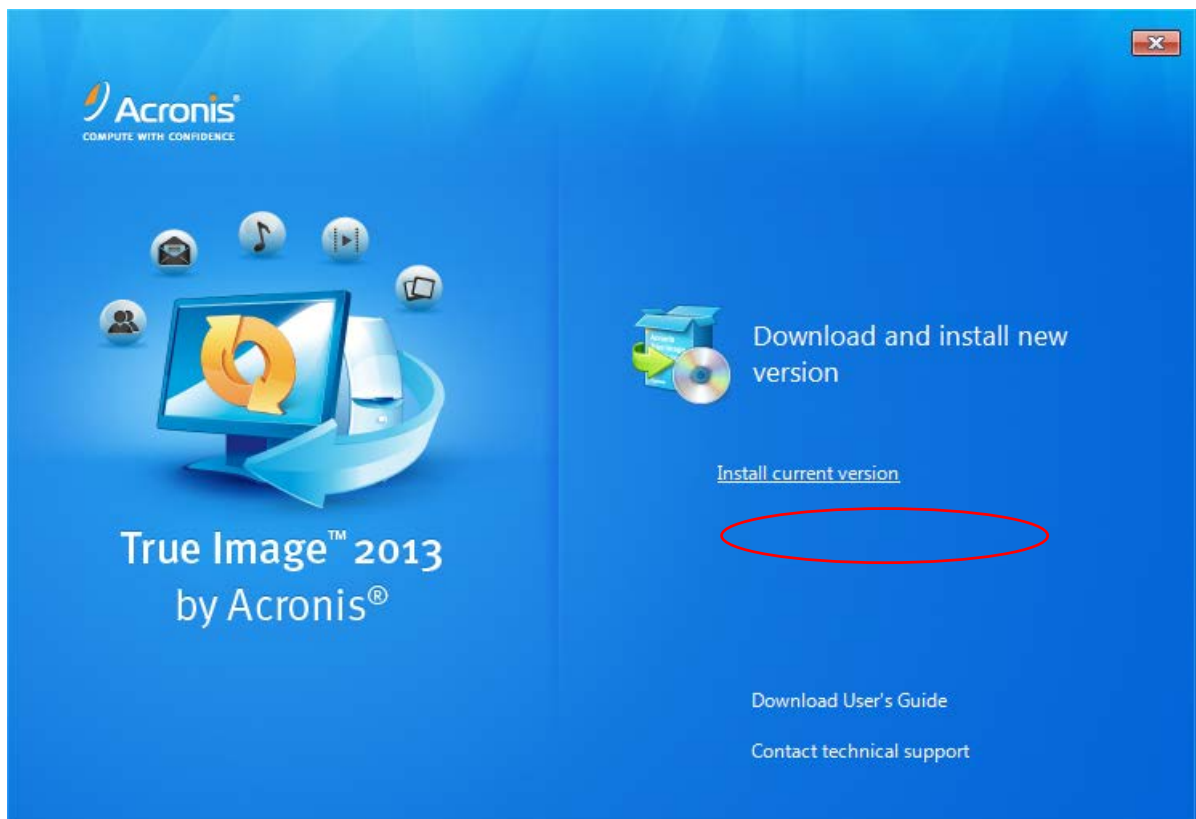 Acronis®
COMPUTE WITH CONFIDENCE
Download and install new
version
Install current version
True Image™ 2013
by Acronis®
Download User's Guide
Contact technical support